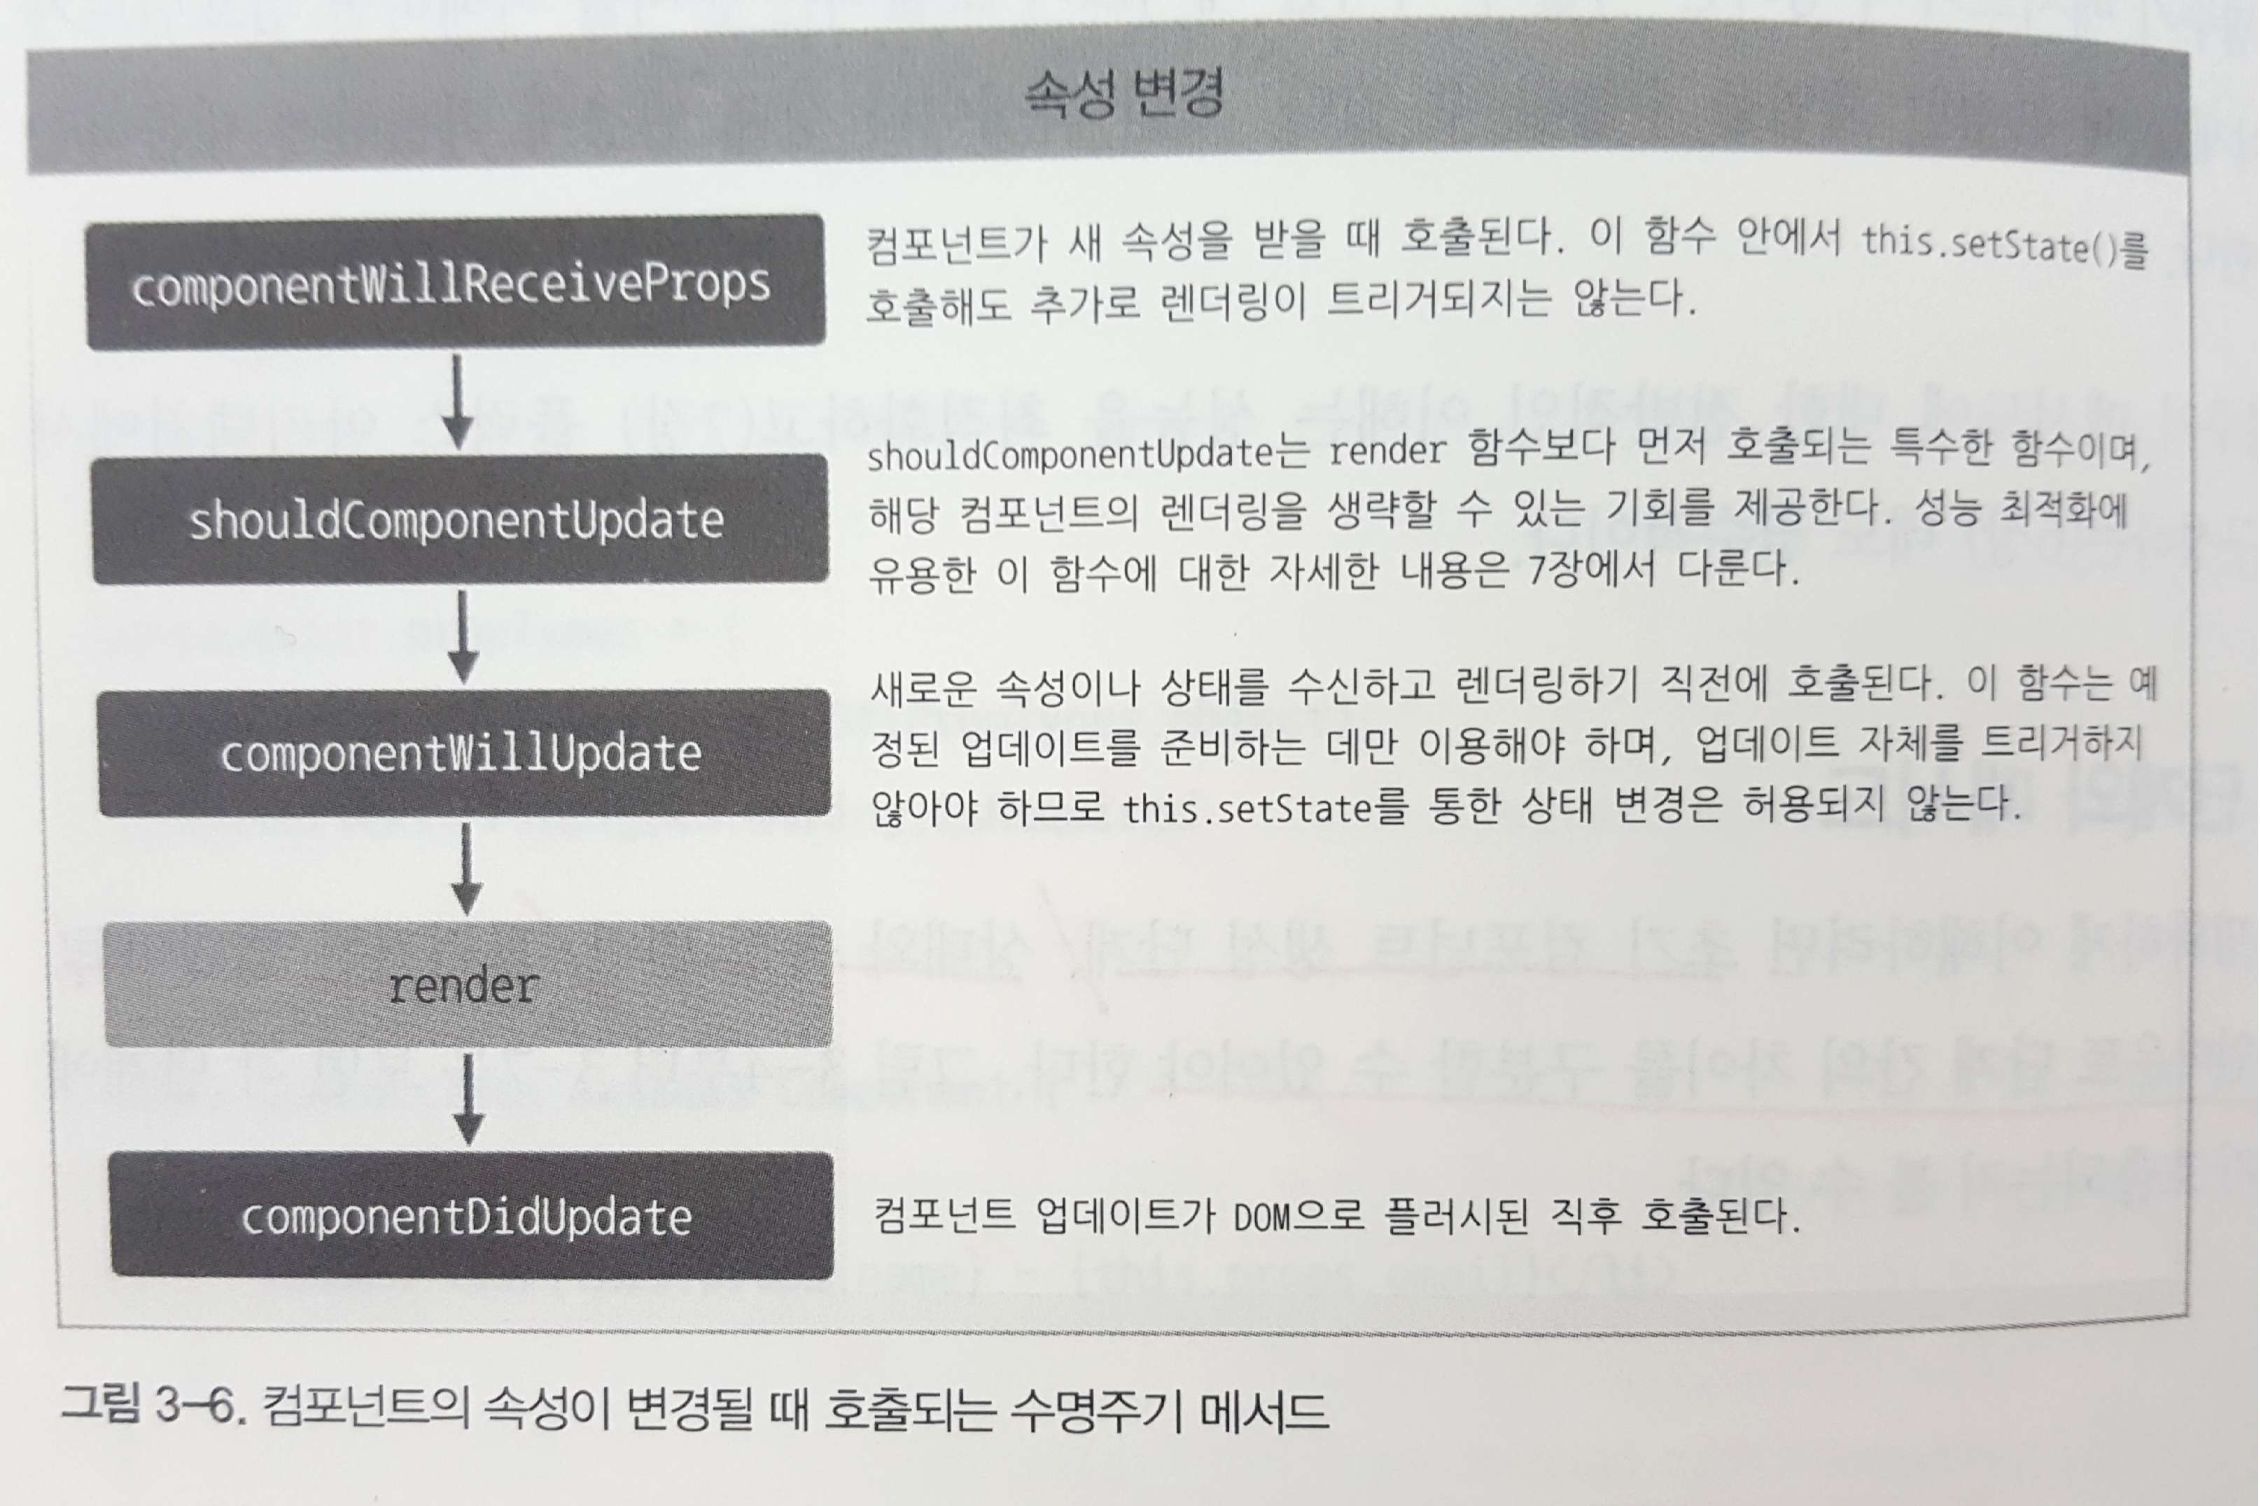 속성 변경
componentWillReceiveProps
컴포넌트가 새 속성을 받을 때 호출된다. 이 함수 안에서 this.setState()를
호출해도 추가로 렌더링이 트리거되지는 않는다.
shouldComponentUpdate
shouldComponentUpdate는 render 함수보다 먼저 호출되는 특수한 함수이며,
해당 컴포넌트의 렌더링을 생략할 수 있는 기회를 제공한다. 성능 최적화에
유용한 이 함수에 대한 자세한 내용은 7장에서 다룬다.
componentWillUpdate
새로운 속성이나 상태를 수신하고 렌더링하기 직전에 호출된다. 이 함수는 예
정된 업데이트를 준비하는 데만 이용해야 하며, 업데이트 자체를 트리거하지
않아야 하므로 this.setState를 통한 상태 변경은 허용되지 않는다.
render
componentDidUpdate
컴포넌트 업데이트가 DOM으로 플러시된 직후 호출된다.
그림 3-6. 컴포넌트의 속성이 변경될 때 호출되는 수명주기 메서드